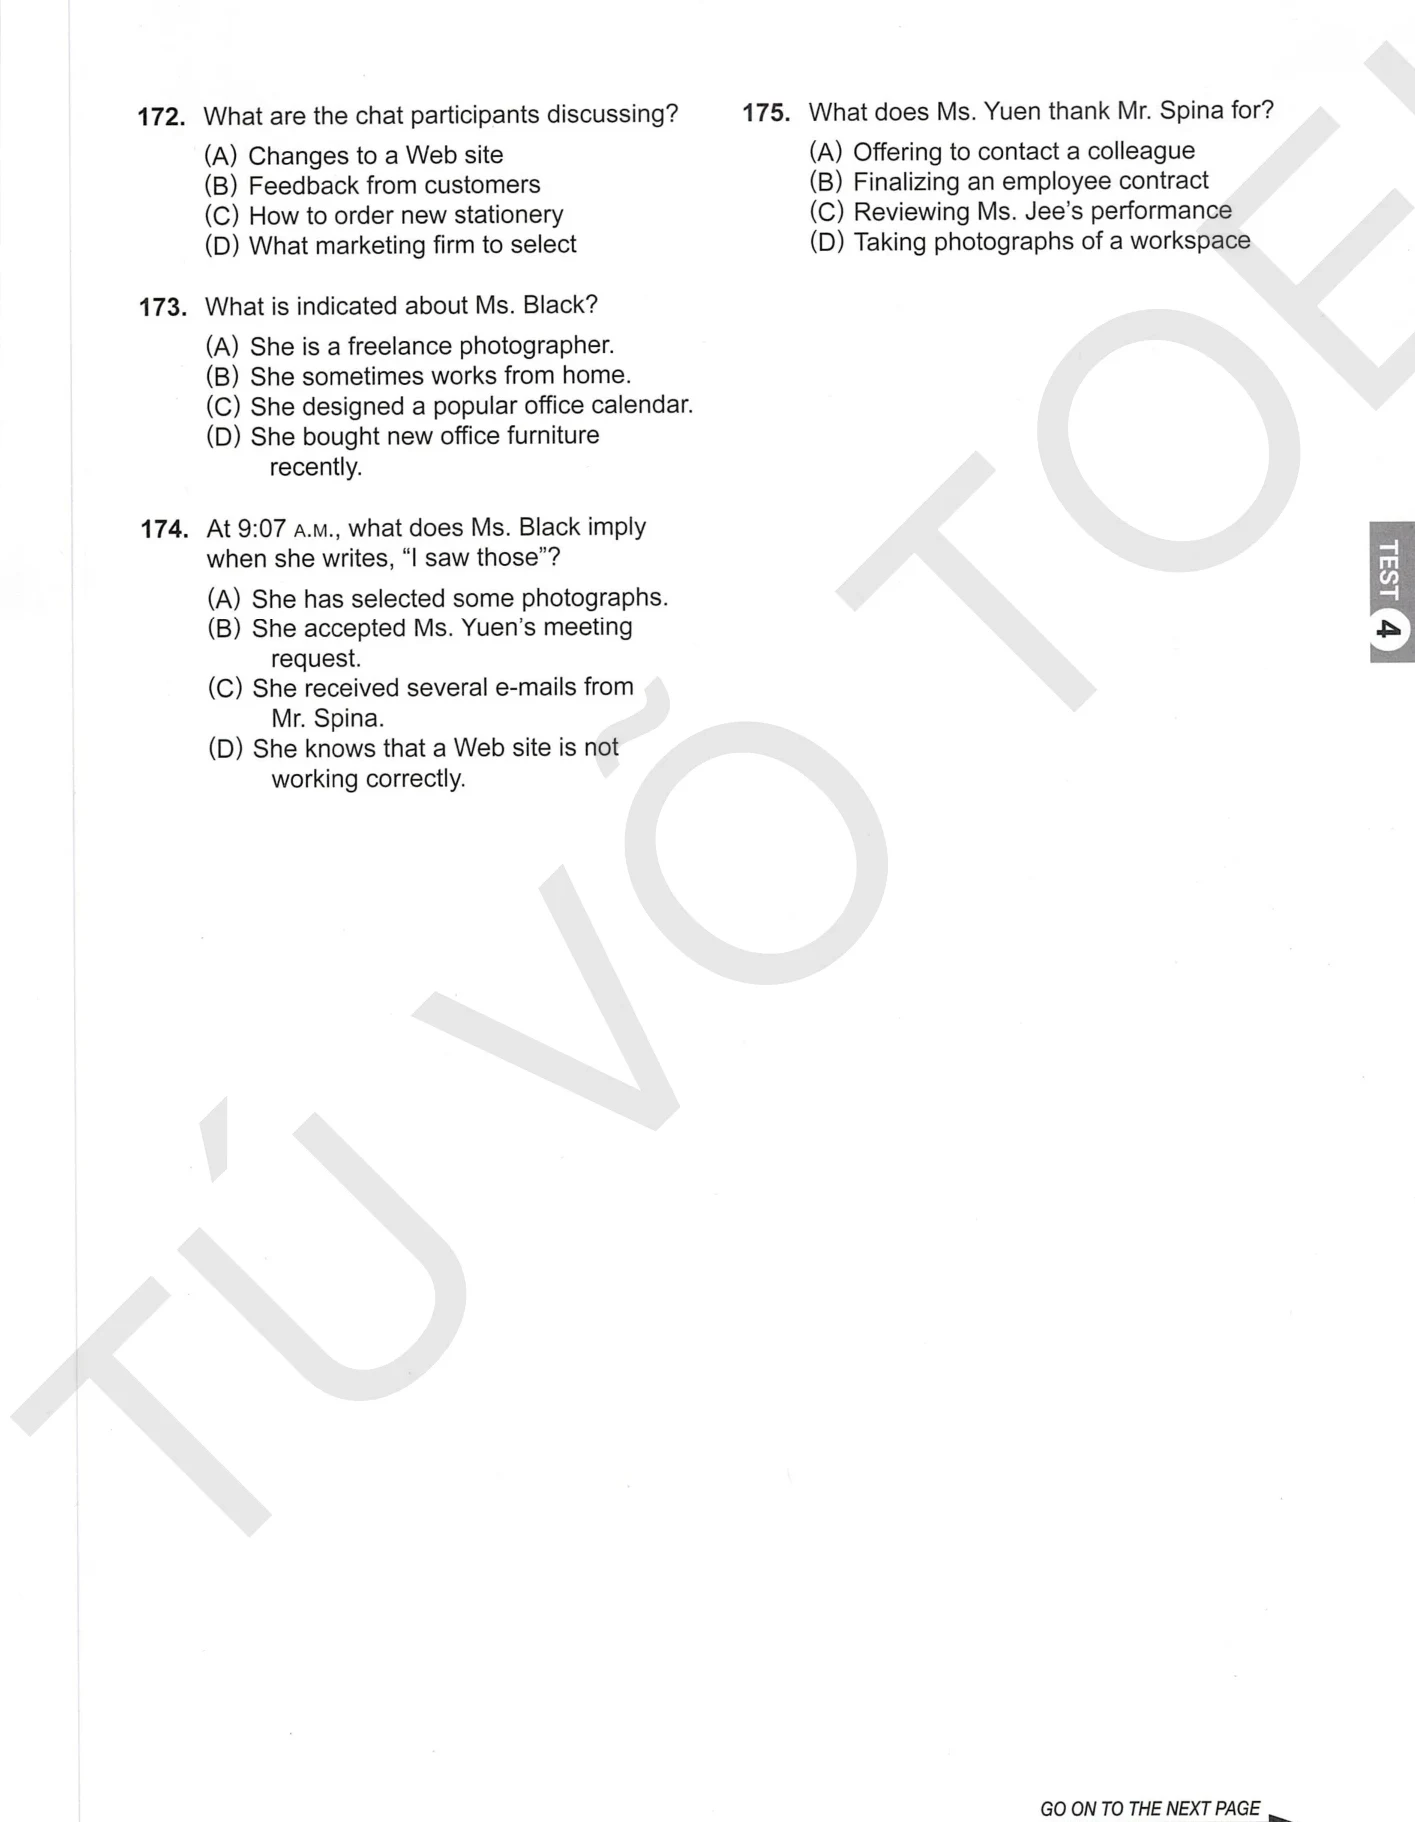 172. What are the chat participants discussing?
(A) Changes to a Web site
(B) Feedback from customers
(C) How to order new stationery
(D) What marketing firm to select
173. What is indicated about Ms. Black?
(A) She is a freelance photographer.
(B) She sometimes works from home.
(C) She designed a popular office calendar.
(D) She bought new office furniture
recently.
174. At 9:07 A.M., what does Ms. Black imply
when she writes, “I saw those”?
(A) She has selected some photographs.
(B) She accepted Ms. Yuen’s meeting
request.
(C) She received several e-mails from
Mr. Spina.
(D) She knows that a Web site is not
working correctly.
175. What does Ms. Yuen thank Mr. Spina for?
(A) Offering to contact a colleague
(B) Finalizing an employee contract
(C) Reviewing Ms. Jee’s performance
(D) Taking photographs of a workspace
TEST 4
TÚ VÕ TOE
GO ON TO THE NEXT PAGE